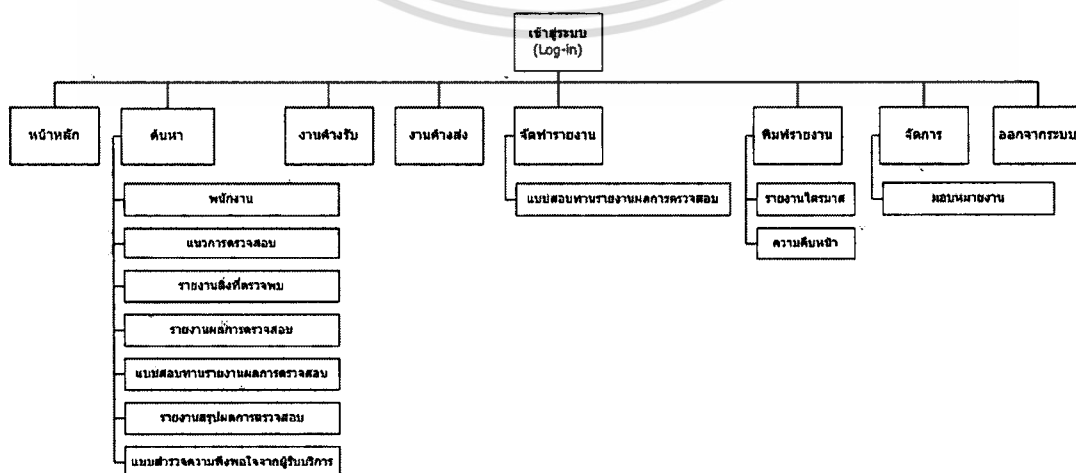 เข้าสู่ระบบ
(Log-in)
หน้าหลัก
ค้นหา
งานค้างรับ
งานค้างส่ง
จัดทำรายงาน
พิมพ์รายงาน
จัดการ
ออกจากระบบ
พนักงาน
แนวการตรวจสอบ
รายงานสิ่งที่ตรวจพบ
รายงานผลการตรวจสอบ
แบบสอบทานรายงานผลการตรวจสอบ
รายงานสรุปผลการตรวจสอบ
แบบสำรวจความพึงพอใจจากผู้รับบริการ
แบบสอบทานรายงานผลการตรวจสอบ
รายงานไตรมาส
ความคืบหน้า
มอบหมายงาน